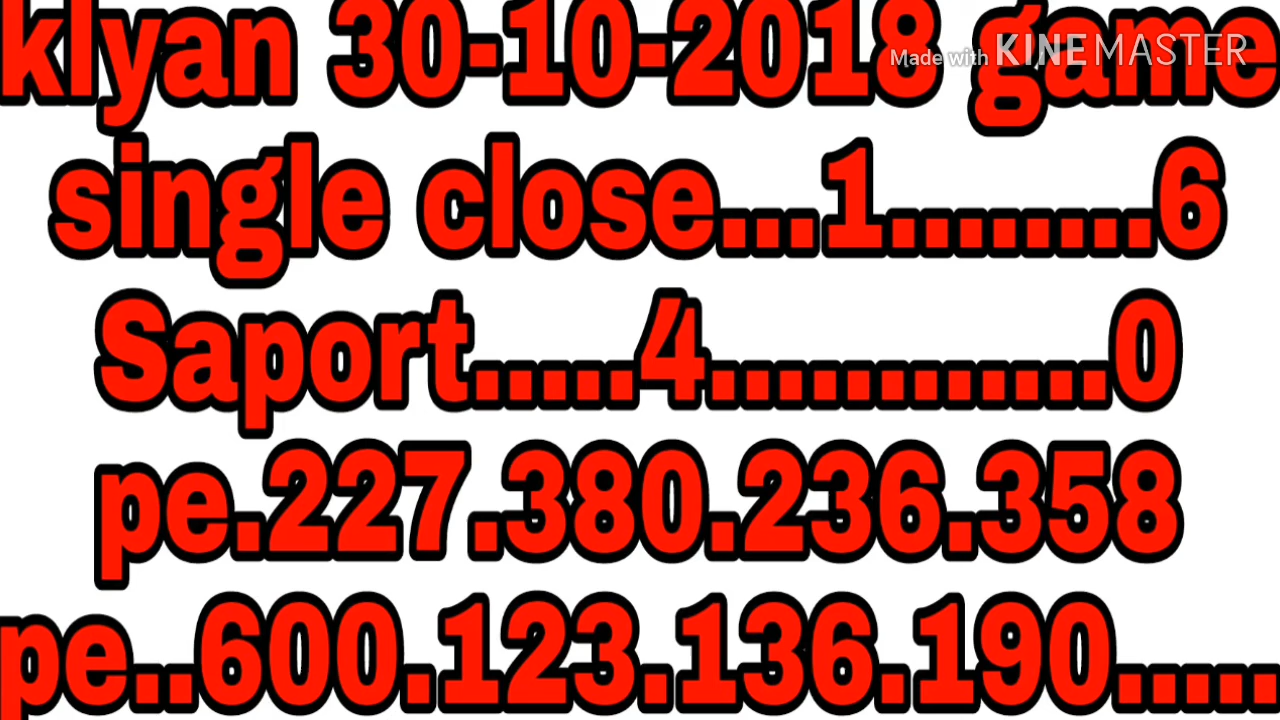 klyan 30-10-2018 game
Made with KINEMASTER
single close...1........6
Saport.....4............0
pe.227.380.236.358
pe..600.123.136.190.....